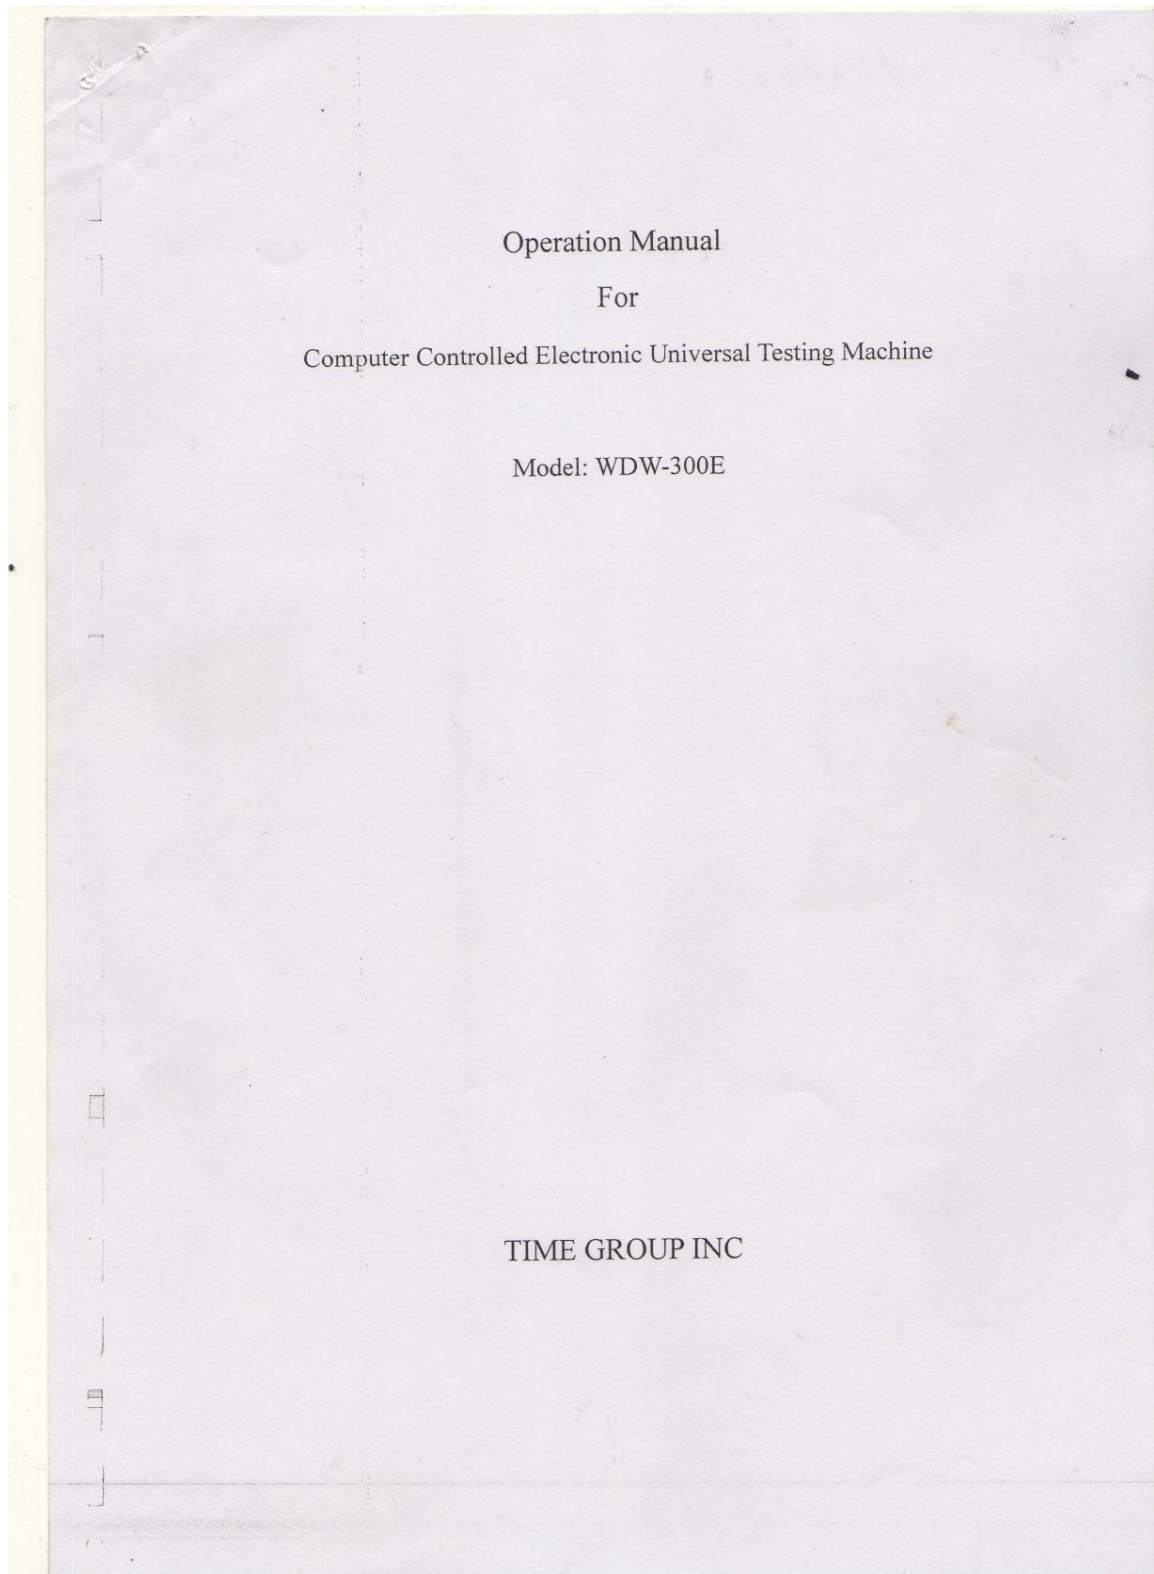 Operation Manual
For
Computer Controlled Electronic Universal Testing Machine
Model: WDW-300E
TIME GROUP INC